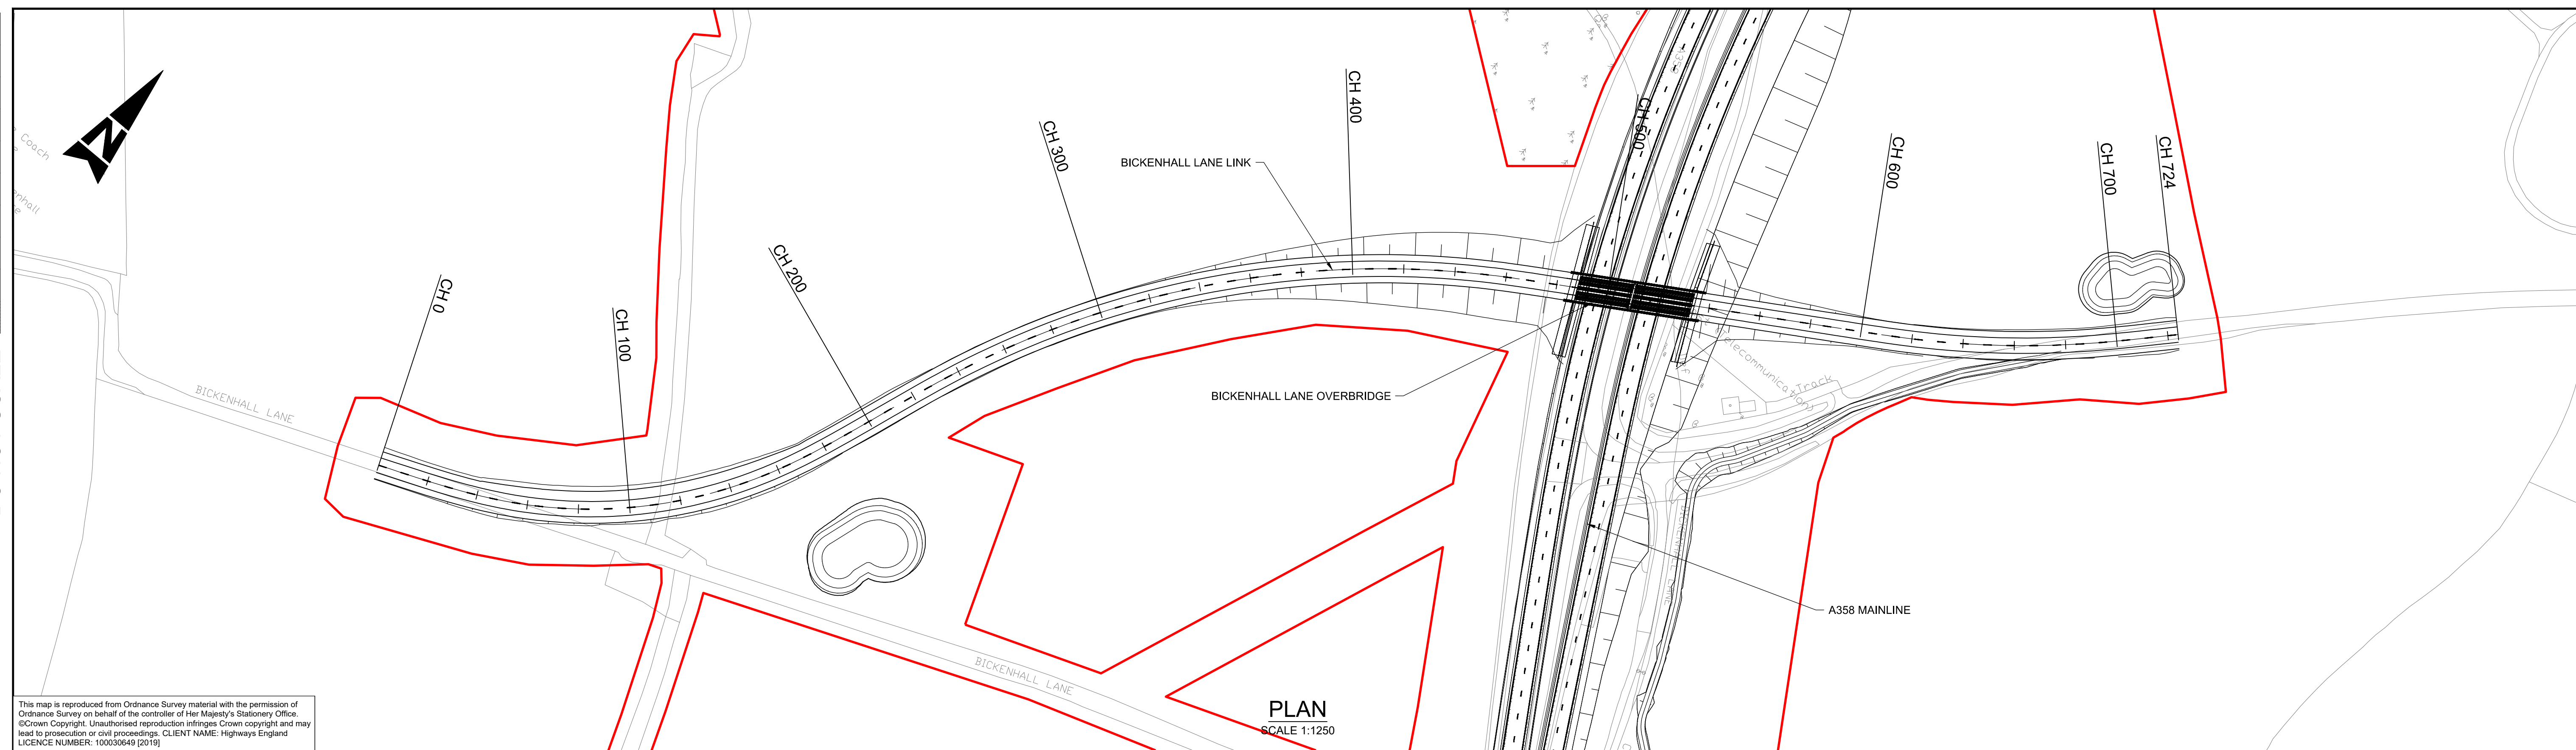 N
Coach
CH 0
CH 100
CH 200
CH 300
CH 400
CH 500
CH 600
CH 700
CH 724
BICKENHALL LANE LINK
BICKENHALL LANE OVERBRIDGE
A358 MAINLINE
BICKENHALL LANE
BICKENHALL LANE
BICKENHALL LANE
Track
PLAN
SCALE 1:1250
This map is reproduced from Ordnance Survey material with the permission of
Ordnance Survey on behalf of the controller of Her Majesty's Stationery Office.
©Crown Copyright. Unauthorised reproduction infringes Crown copyright and may
lead to prosecution or civil proceedings. CLIENT NAME: Highways England
LICENCE NUMBER: 100030649 [2019]